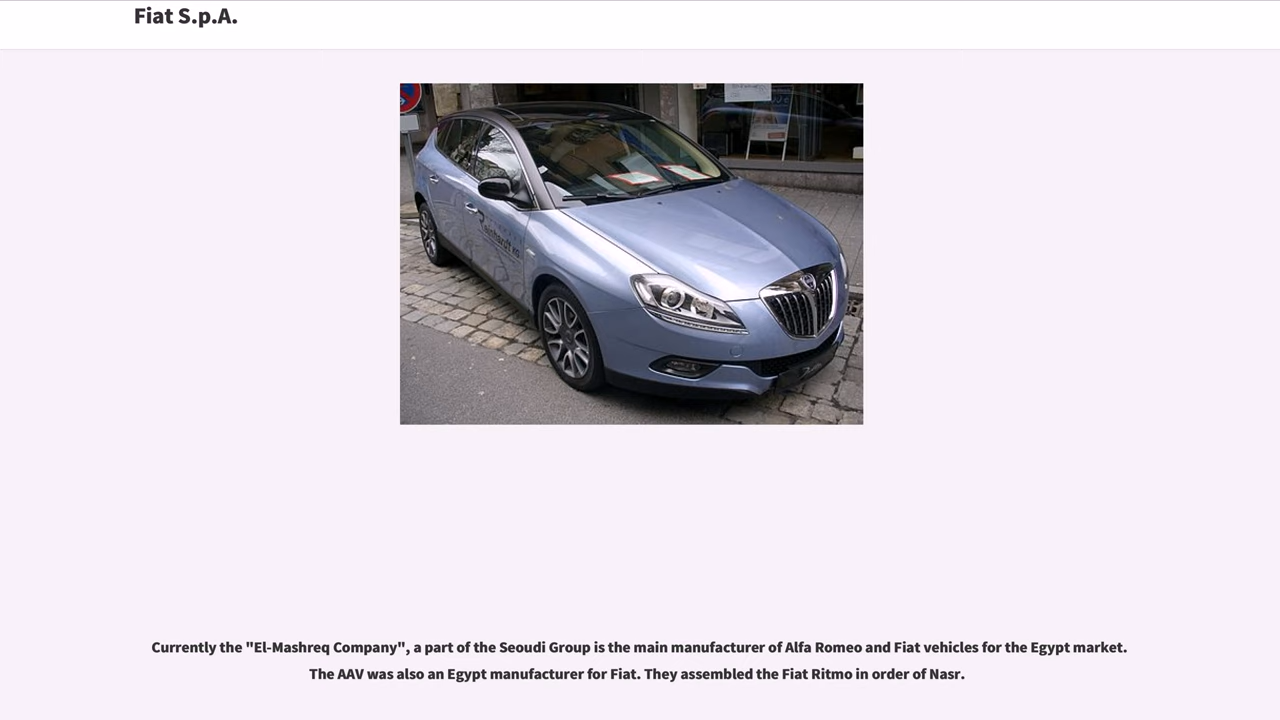 Fiat S.p.A.
Reinhardt KG
Currently the "El-Mashreq Company", a part of the Seoudi Group is the main manufacturer of Alfa Romeo and Fiat vehicles for the Egypt market.
The AAV was also an Egypt manufacturer for Fiat. They assembled the Fiat Ritmo in order of Nasr.